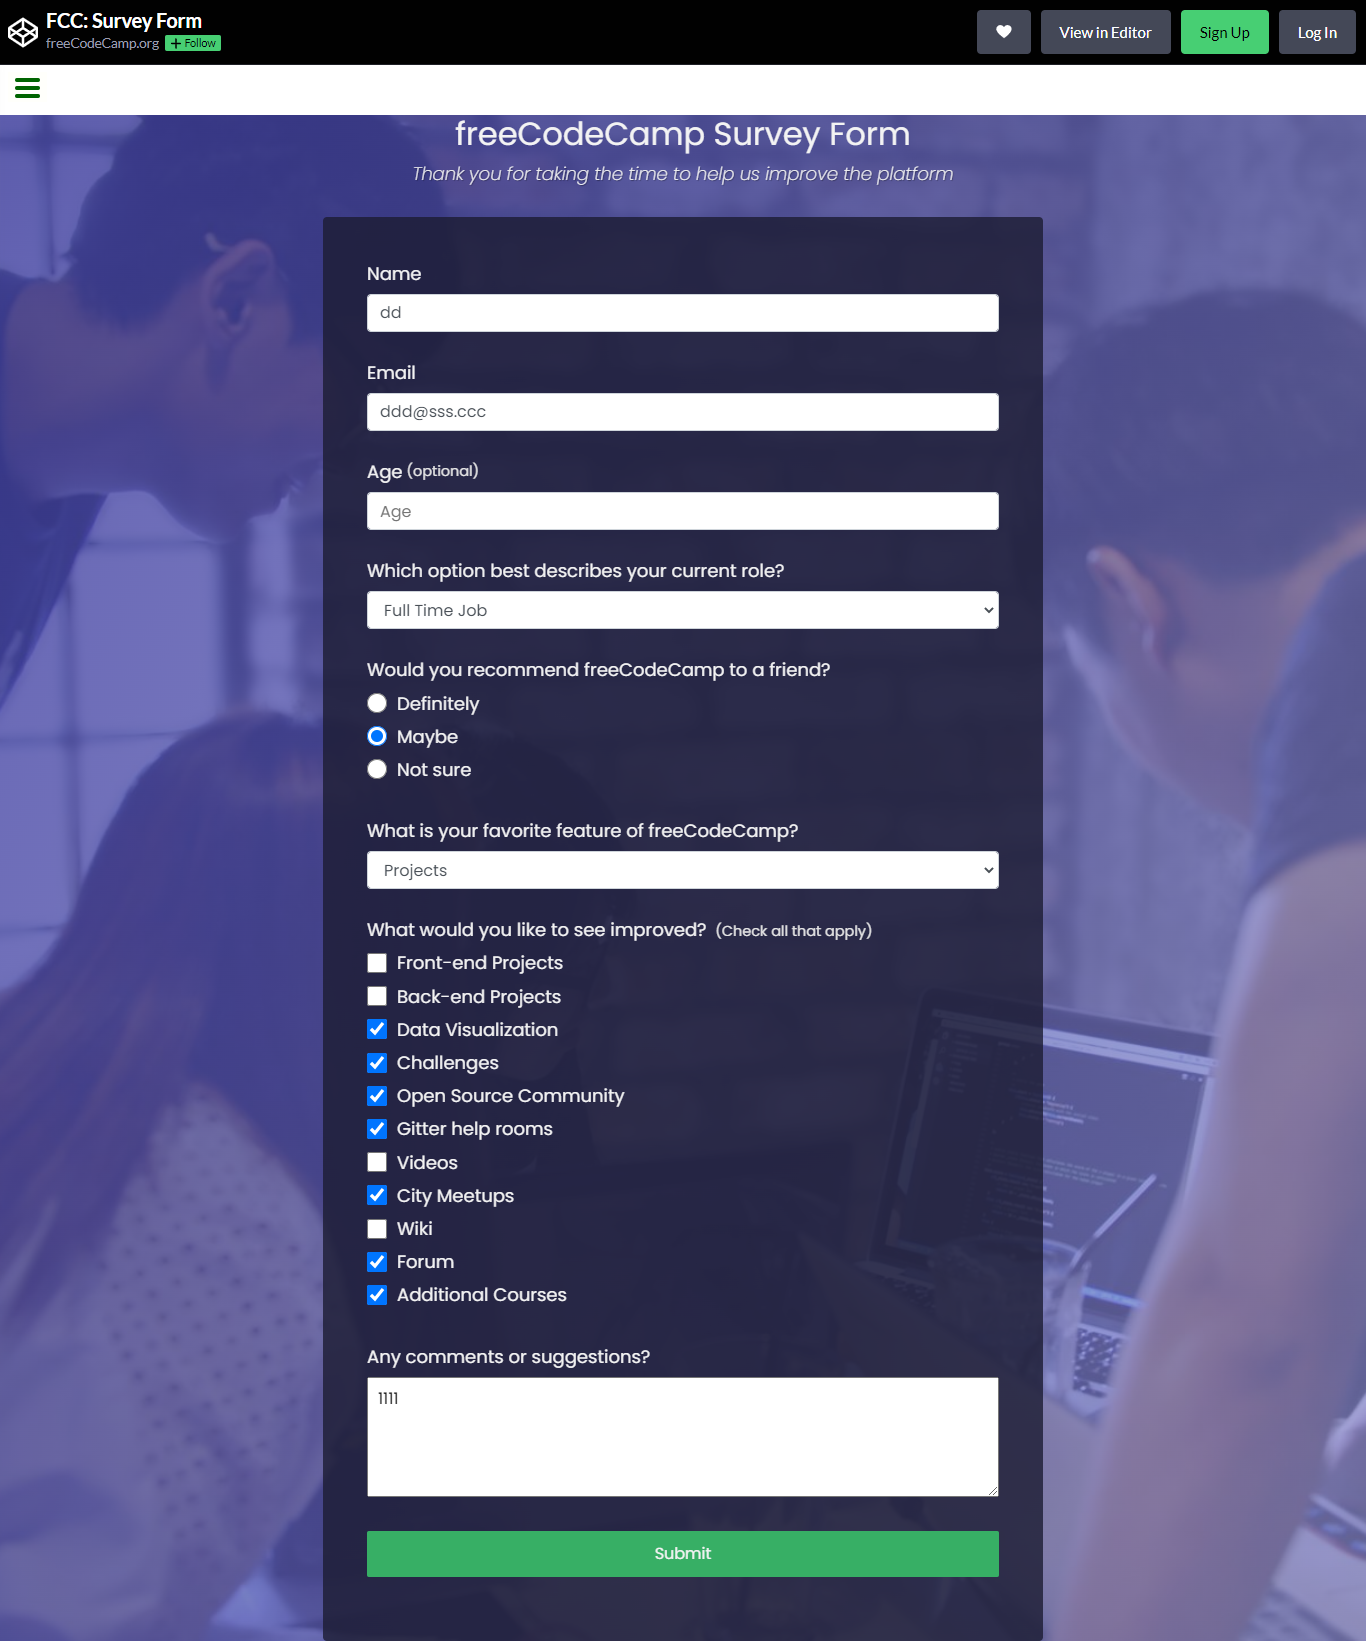 FCC: Survey Form
freeCodeCamp.org + Follow
View in Editor
Sign Up
Log In
freeCodeCamp Survey Form
Thank you for taking the time to help us improve the platform
Name
dd
Email
ddd@sss.ccc
Age (optional)
Age
Which option best describes your current role?
Full Time Job
Would you recommend freeCodeCamp to a friend?
Definitely
Maybe
Not sure
What is your favorite feature of freeCodeCamp?
Projects
What would you like to see improved? (Check all that apply)
Front-end Projects
Back-end Projects
Data Visualization
Challenges
Open Source Community
Gitter help rooms
Videos
City Meetups
Wiki
Forum
Additional Courses
Any comments or suggestions?
1111
Submit